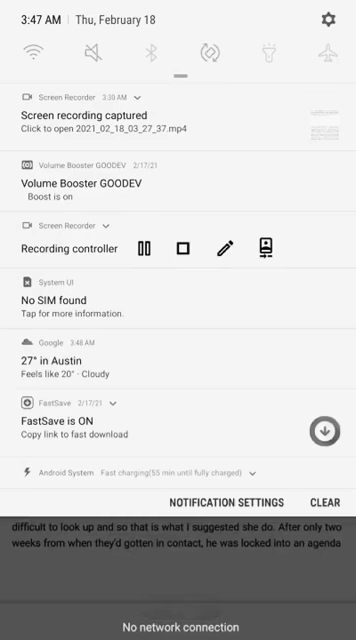 3:47 AM | Thu, February 18
Screen Recorder 3:30 AM
Screen recording captured
Click to open 2021_02_18_03_27_37.mp4
Volume Booster GOODEV 2/17/21
Volume Booster GOODEV
Boost is on
Screen Recorder
Recording controller
System UI
No SIM found
Tap for more information.
Google 3:48 AM
27° in Austin
Feels like 20° · Cloudy
FastSave 2/17/21
FastSave is ON
Copy link to fast download
Android System Fast charging(55 min until fully charged)
NOTIFICATION SETTINGS CLEAR
difficult to look up and so that is what I suggested she do. After only two
weeks from when they'd gotten in contact, he was locked into an agenda
No network connection